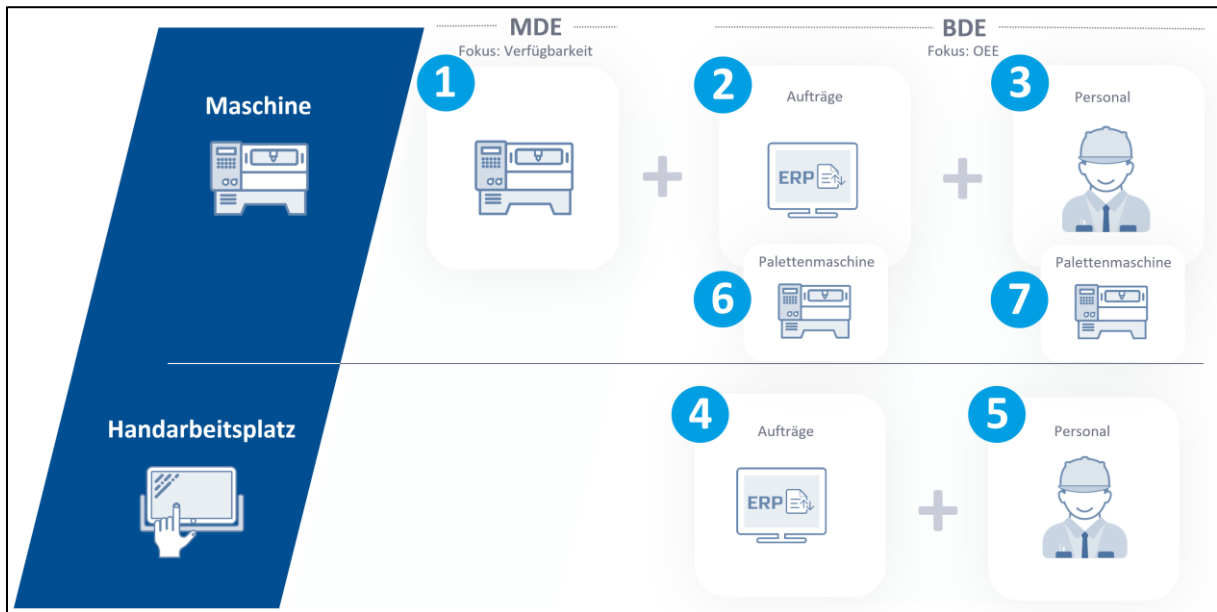 MDE
Fokus: Verfügbarkeit
BDE
Fokus: OEE
Maschine
1
2
Aufträge
ERP
3
Personal
6
Palettenmaschine
7
Palettenmaschine
Handarbeitsplatz
4
Aufträge
ERP
5
Personal